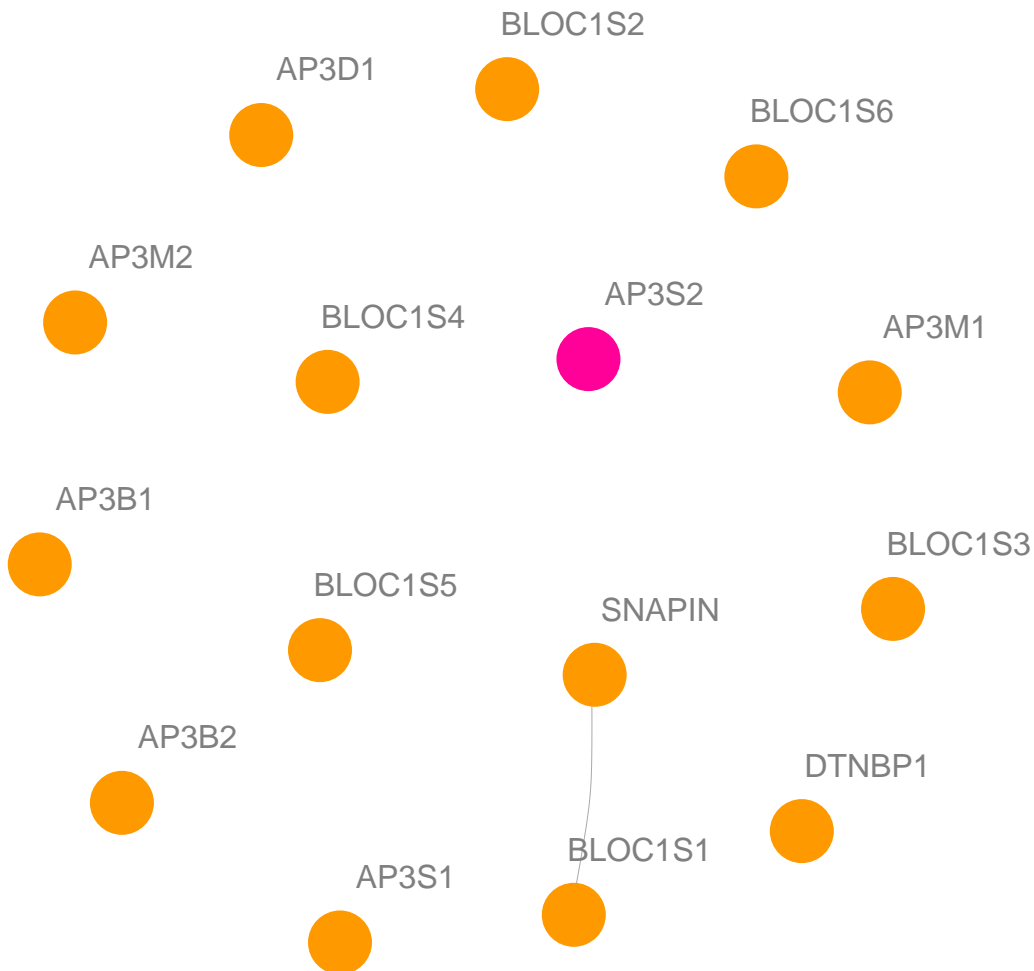 BLOC1S2
AP3D1
BLOC1S6
AP3M2
AP3S2
BLOC1S4
AP3M1
AP3B1
BLOC1S3
BLOC1S5
SNAPIN
AP3B2
DTNBP1
BLOC1S1
AP3S1